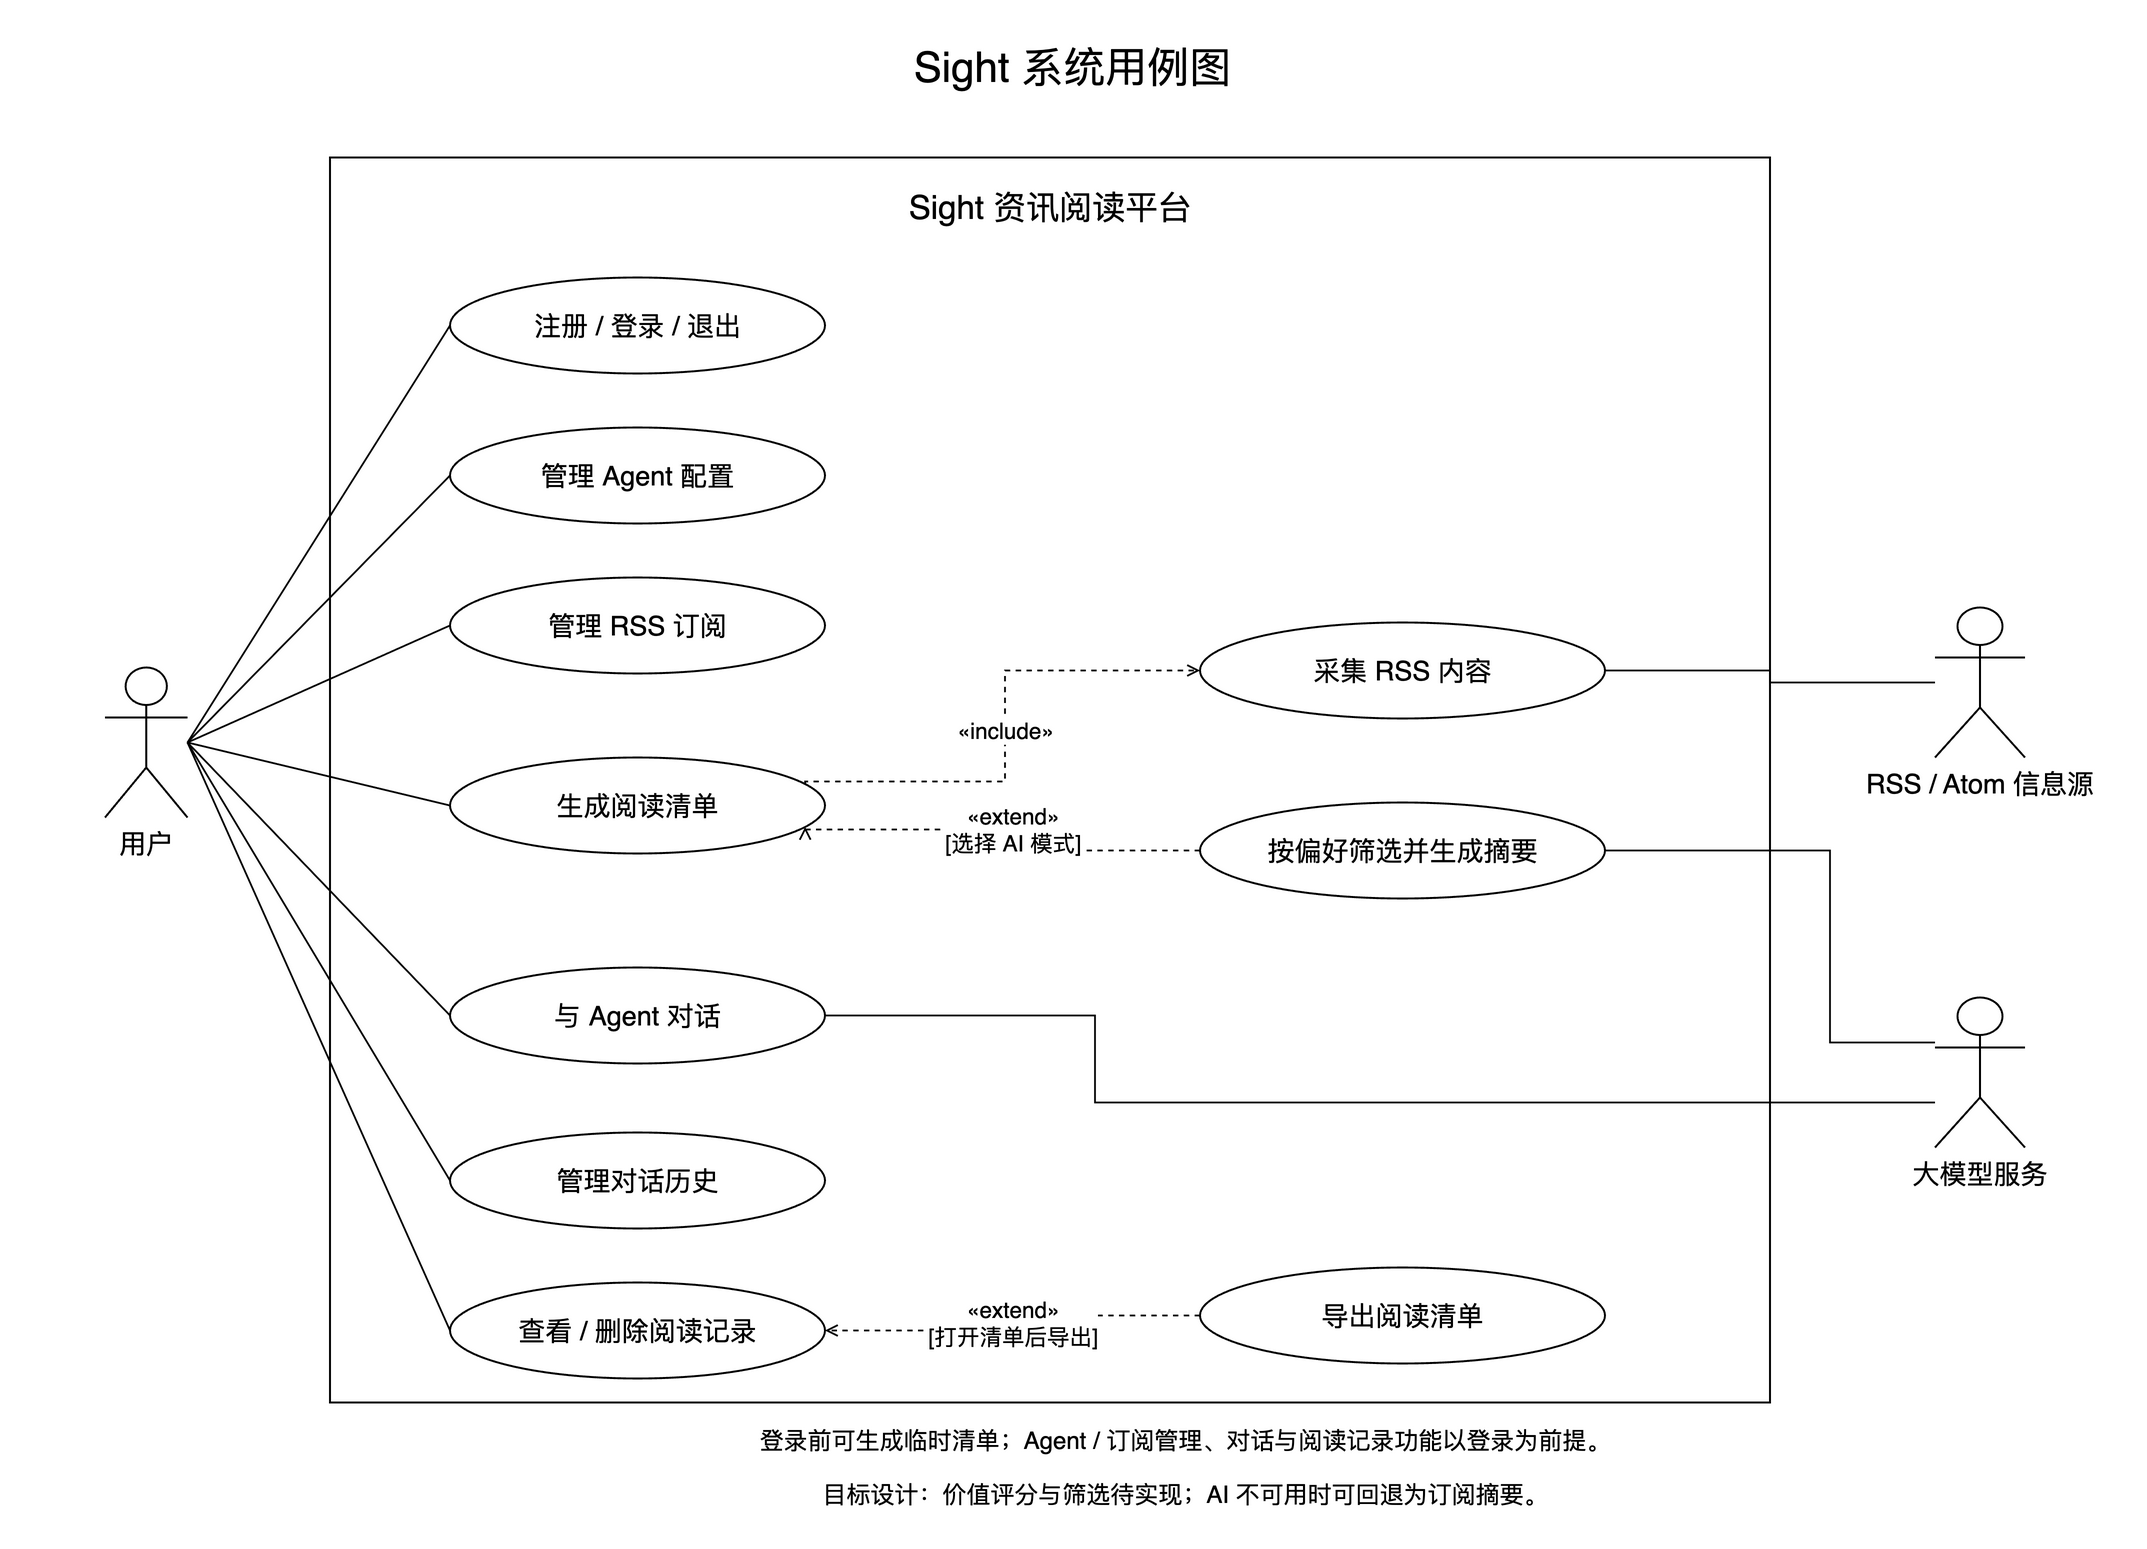 Sight 系统用例图
Sight 资讯阅读平台
注册 / 登录 / 退出
管理 Agent 配置
管理 RSS 订阅
采集 RSS 内容
«include»
RSS / Atom 信息源
生成阅读清单
«extend»
[选择 AI 模式]
按偏好筛选并生成摘要
用户
与 Agent 对话
大模型服务
管理对话历史
查看 / 删除阅读记录
«extend»
[打开清单后导出]
导出阅读清单
登录前可生成临时清单；Agent / 订阅管理、对话与阅读记录功能以登录为前提。
目标设计：价值评分与筛选待实现；AI 不可用时可回退为订阅摘要。